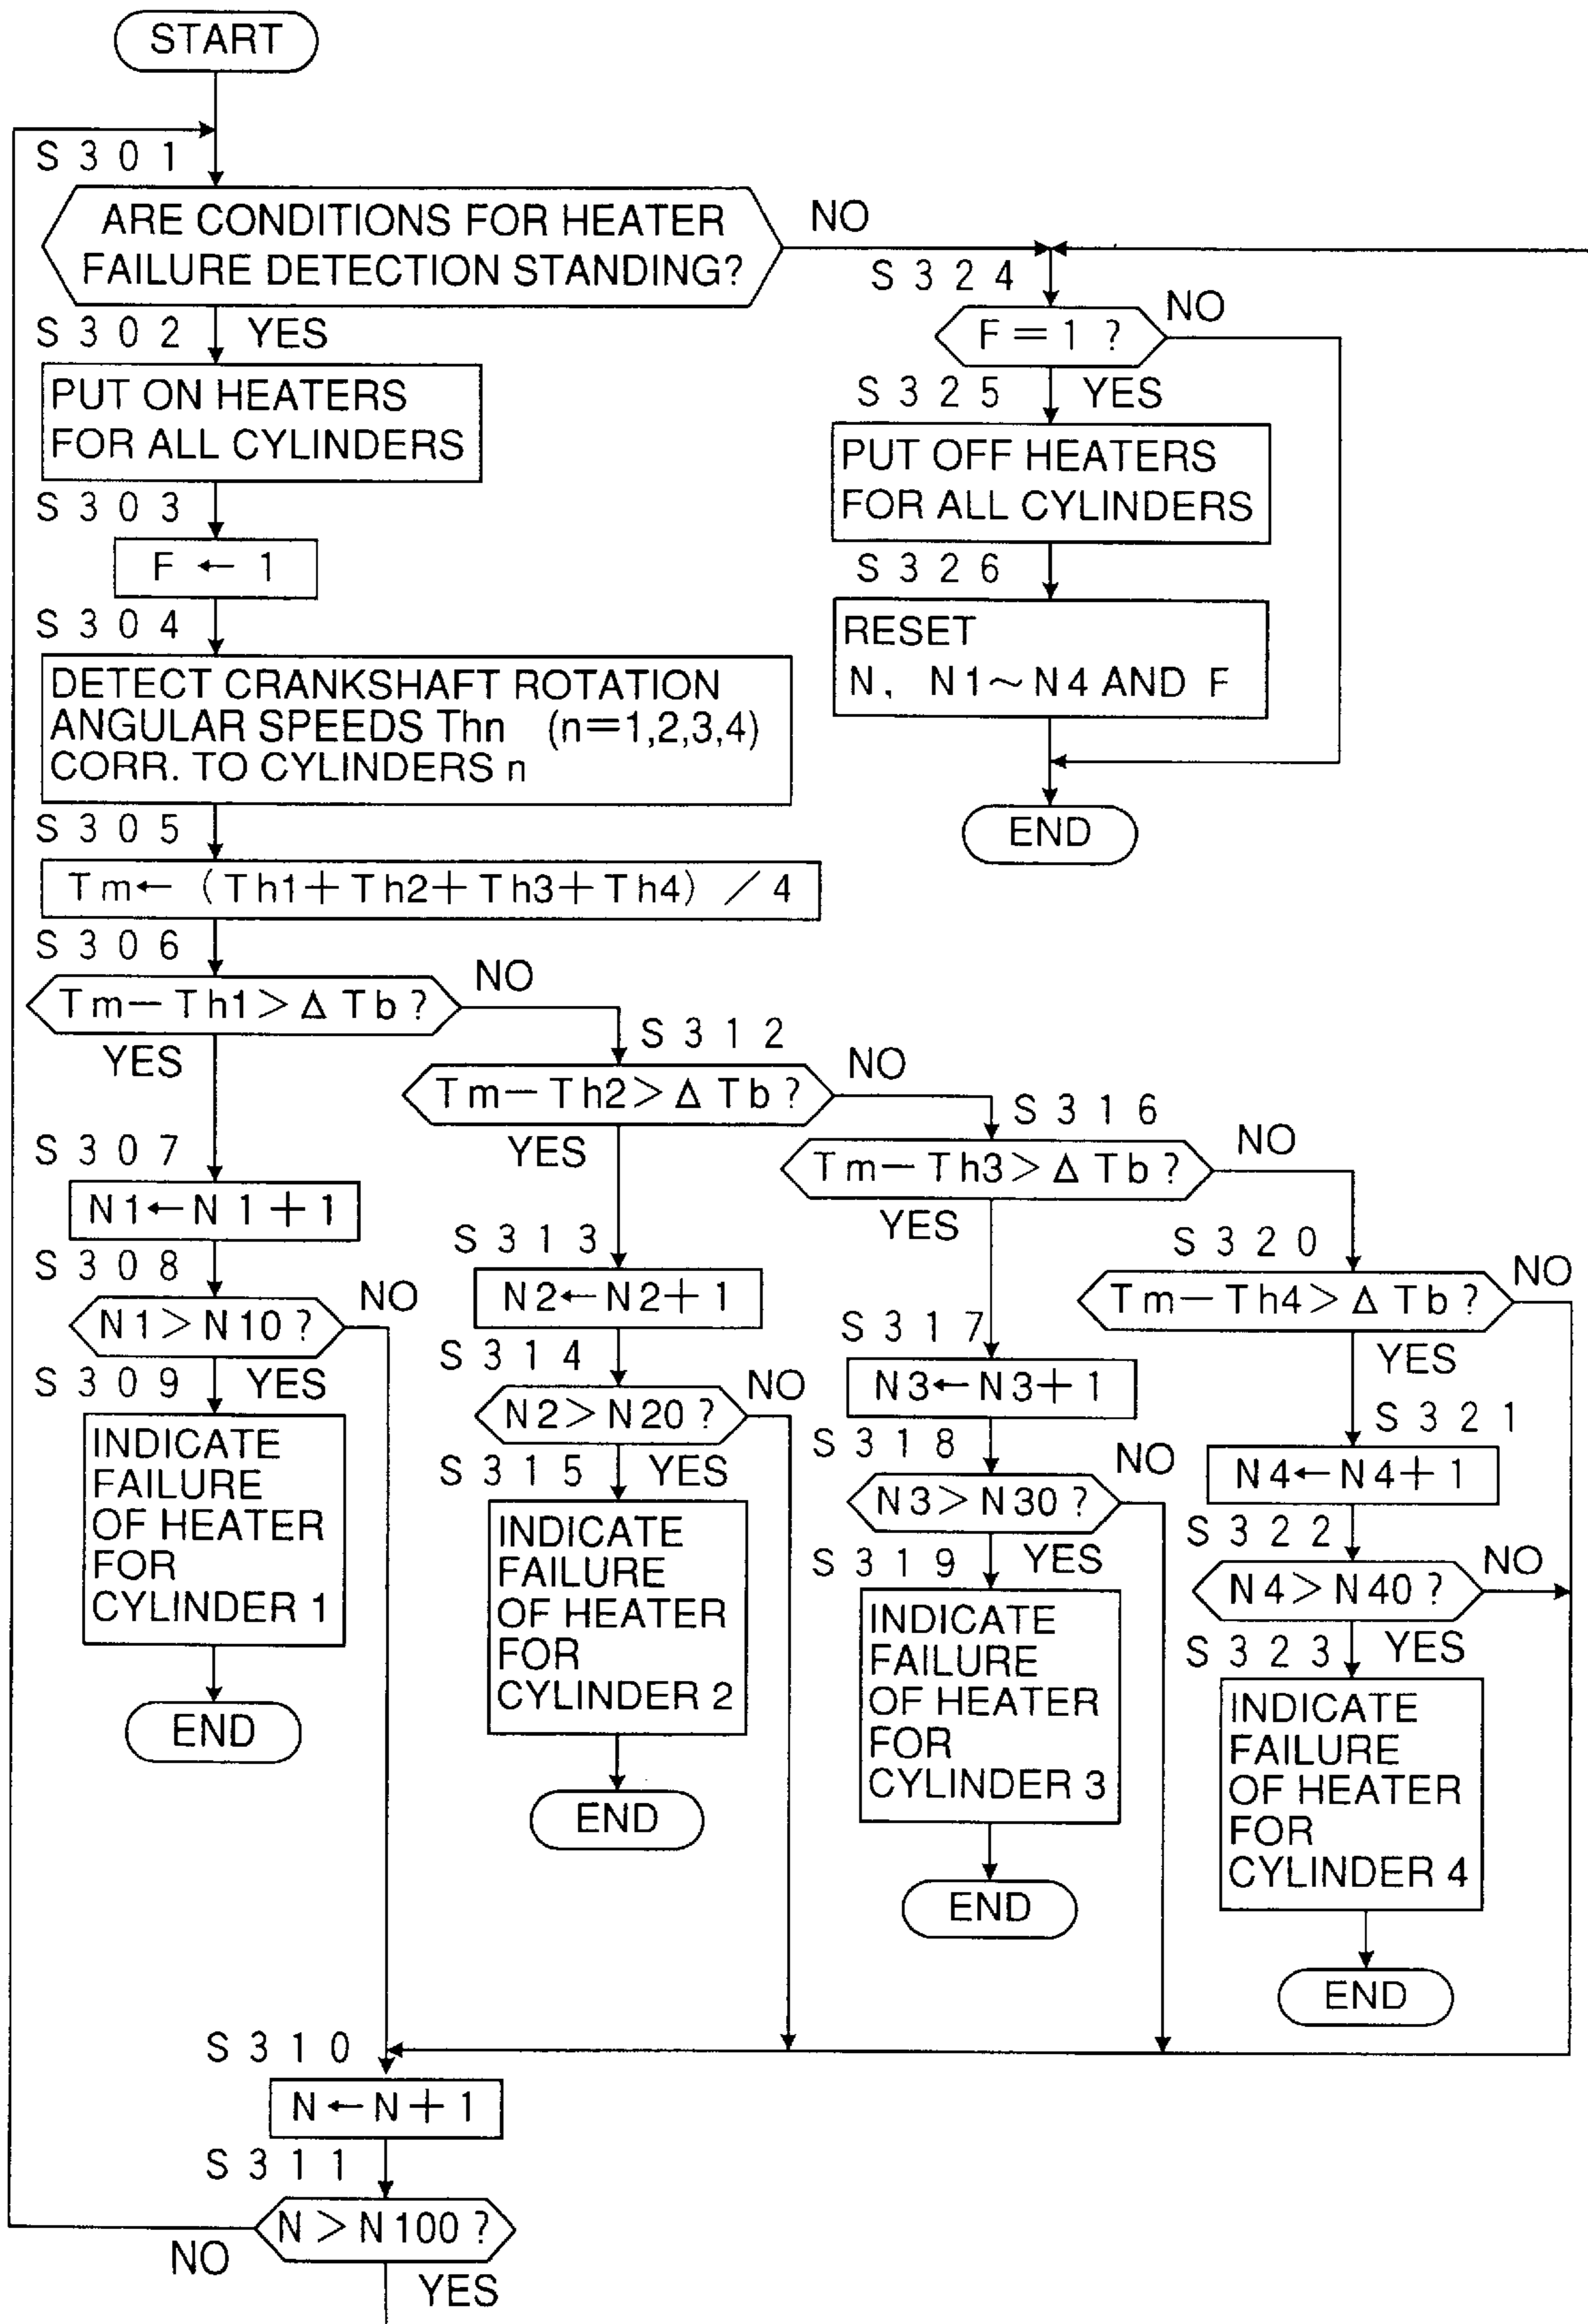 START
S301
ARE CONDITIONS FOR HEATER
FAILURE DETECTION STANDING?
NO
S302
YES
PUT ON HEATERS
FOR ALL CYLINDERS
S303
F ← 1
S304
DETECT CRANKSHAFT ROTATION
ANGULAR SPEEDS Thn (n=1,2,3,4)
CORR. TO CYLINDERS n
S305
Tm← (Th1+Th2+Th3+Th4) / 4
S306
Tm−Th1>ΔTb?
NO
YES
S307
N1←N1+1
S308
N1>N10?
NO
S309
YES
INDICATE
FAILURE
OF HEATER
FOR
CYLINDER 1
END
S312
Tm−Th2>ΔTb?
NO
YES
S313
N2←N2+1
S314
N2>N20?
NO
S315
YES
INDICATE
FAILURE
OF HEATER
FOR
CYLINDER 2
END
S316
Tm−Th3>ΔTb?
NO
YES
S317
N3←N3+1
S318
N3>N30?
NO
S319
YES
INDICATE
FAILURE
OF HEATER
FOR
CYLINDER 3
END
S320
Tm−Th4>ΔTb?
NO
YES
S321
N4←N4+1
S322
N4>N40?
NO
S323
YES
INDICATE
FAILURE
OF HEATER
FOR
CYLINDER 4
END
S310
N←N+1
S311
N>N100?
NO
YES
S324
F=1?
NO
S325
YES
PUT OFF HEATERS
FOR ALL CYLINDERS
S326
RESET
N, N1~N4 AND F
END